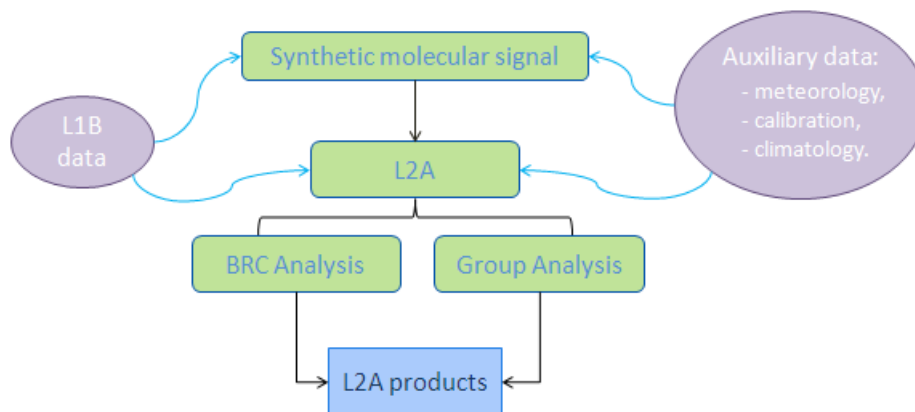 Synthetic molecular signal
Auxiliary data:
- meteorology,
- calibration,
- climatology.
L1B
data
L2A
BRC Analysis
Group Analysis
L2A products